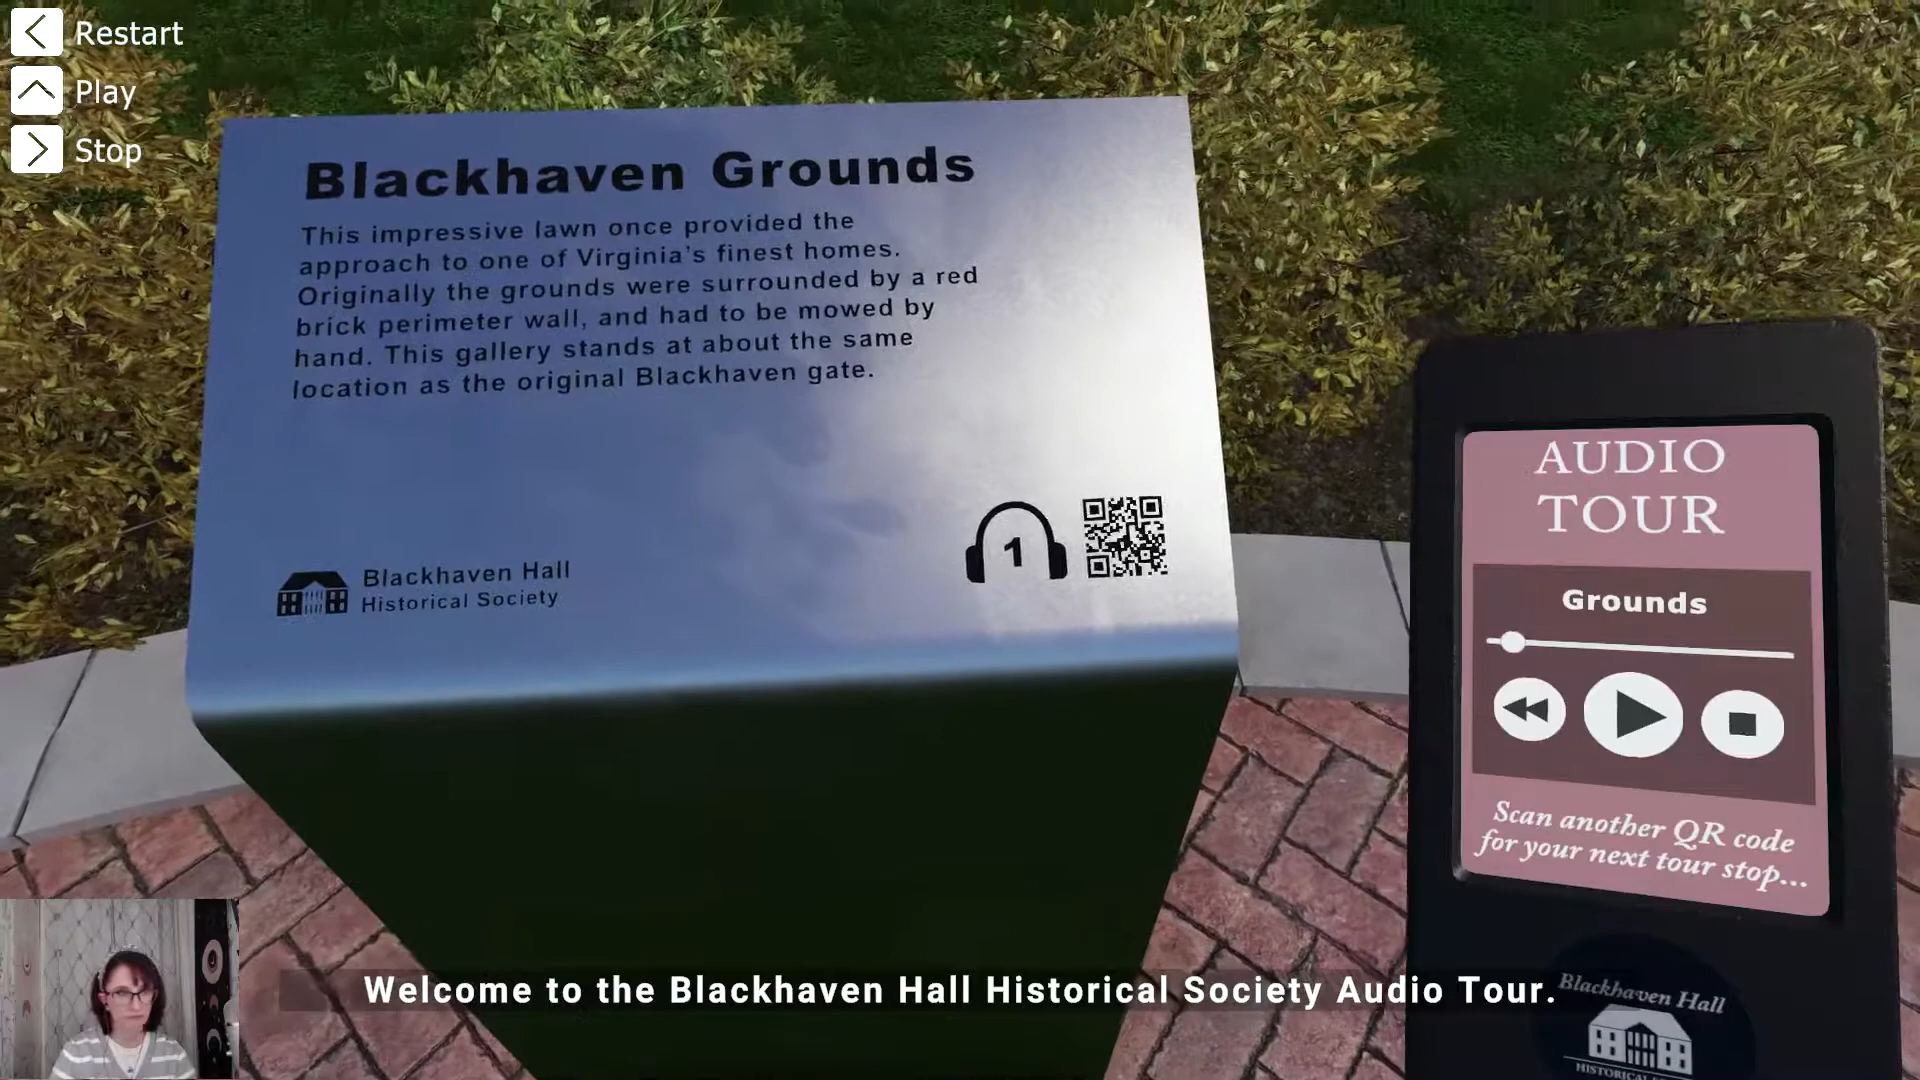 Restart
Play
Stop
Blackhaven Grounds
This impressive lawn once provided the
approach to one of Virginia's finest homes.
Originally the grounds were surrounded by a red
brick perimeter wall, and had to be mowed by
hand. This gallery stands at about the same
location as the original Blackhaven gate.
1
Blackhaven Hall
Historical Society
AUDIO
TOUR
Grounds
Scan another QR code
for your next tour stop...
Blackhaven Hall
Welcome to the Blackhaven Hall Historical Society Audio Tour.